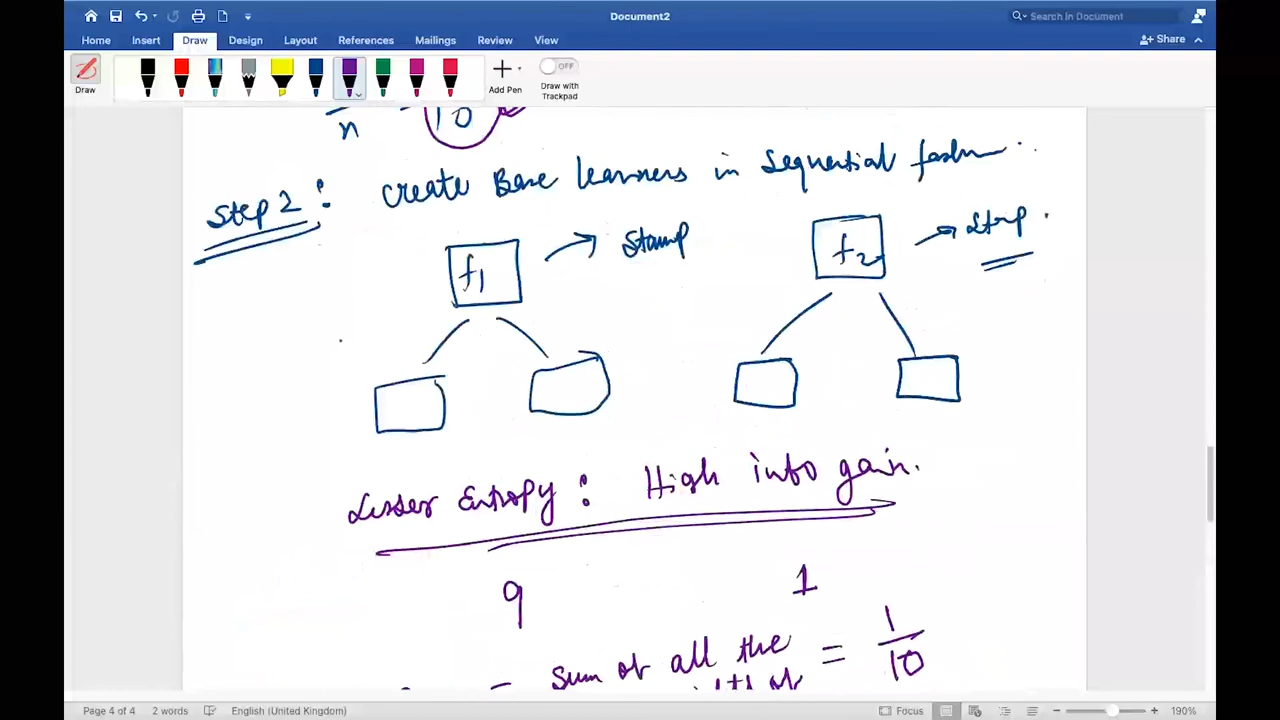 Document2
Search in Document
Home Insert Draw Design Layout References Mailings Review View
Share
Draw
Add Pen
OFF
Draw with
Trackpad
n
10
Step 2 : Create Base learners in Sequential
f1 → Stump
f2 → Stump
Lesser Entropy : High info gain.
9 1
= sum of all the = 1/10
Page 4 of 4 2 words English (United Kingdom) Focus 190%